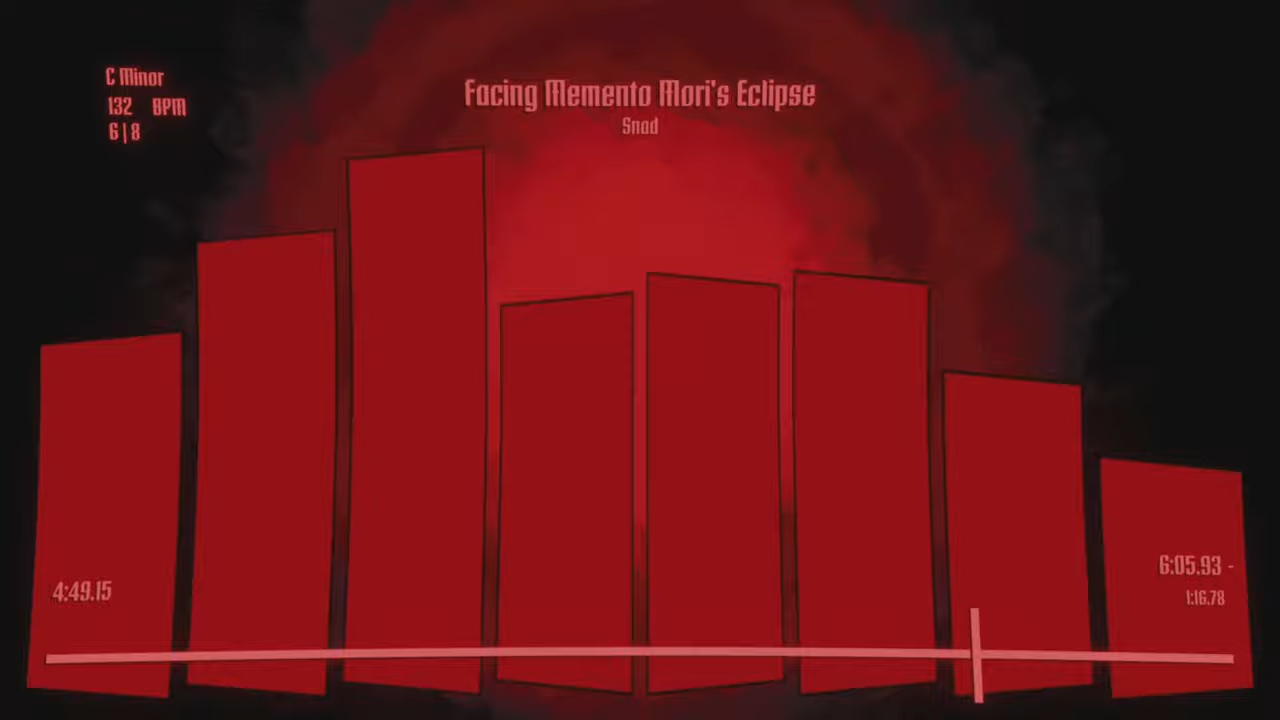 C Minor
132 BPM
6|8
Facing Memento Mori's Eclipse
Snad
4:49.15
6:05.93 -
1:16.78